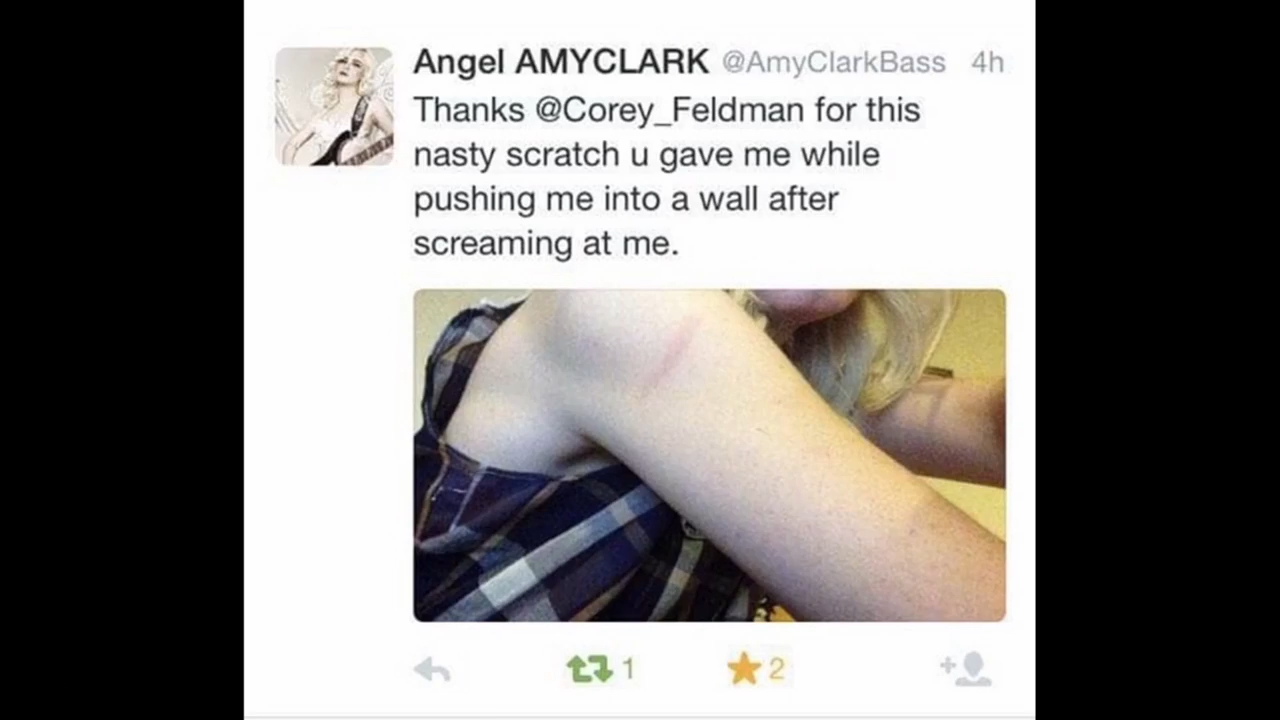 Angel AMYCLARK @AmyClarkBass 4h
Thanks @Corey_Feldman for this
nasty scratch u gave me while
pushing me into a wall after
screaming at me.
1 2